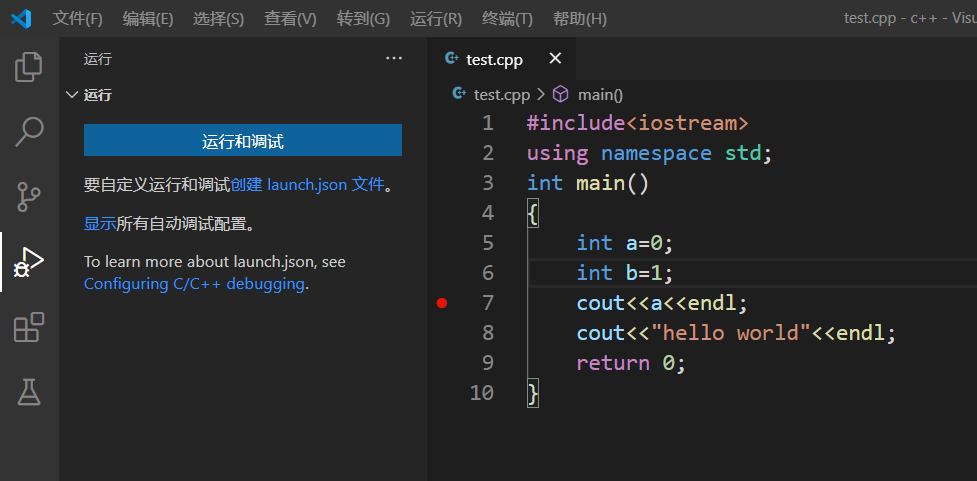 文件(F) 编辑(E) 选择(S) 查看(V) 转到(G) 运行(R) 终端(T) 帮助(H) test.cpp - c++ - Visu
运行 ···
运行
运行和调试
要自定义运行和调试创建 launch.json 文件。
显示所有自动调试配置。
To learn more about launch.json, see
Configuring C/C++ debugging.
test.cpp
test.cpp > main()
1 #include<iostream>
2 using namespace std;
3 int main()
4 {
5 int a=0;
6 int b=1;
7 cout<<a<<endl;
8 cout<<"hello world"<<endl;
9 return 0;
10 }